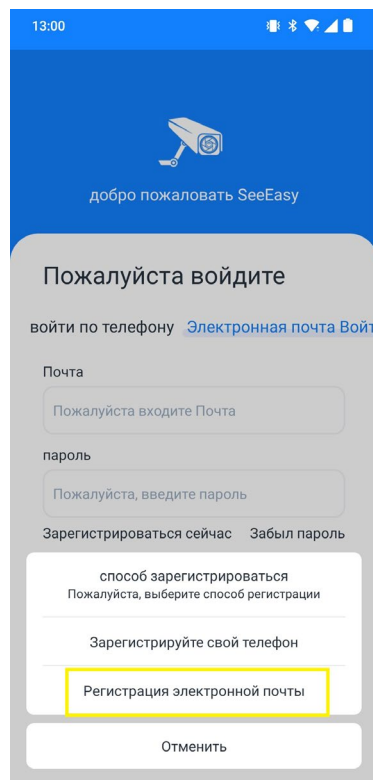 13:00
добро пожаловать SeeEasy
Пожалуйста войдите
войти по телефону Электронная почта Войт
Почта
Пожалуйста входите Почта
пароль
Пожалуйста, введите пароль
Зарегистрироваться сейчас Забыл пароль
способ зарегистрироваться
Пожалуйста, выберите способ регистрации
Зарегистрируйте свой телефон
Регистрация электронной почты
Отменить